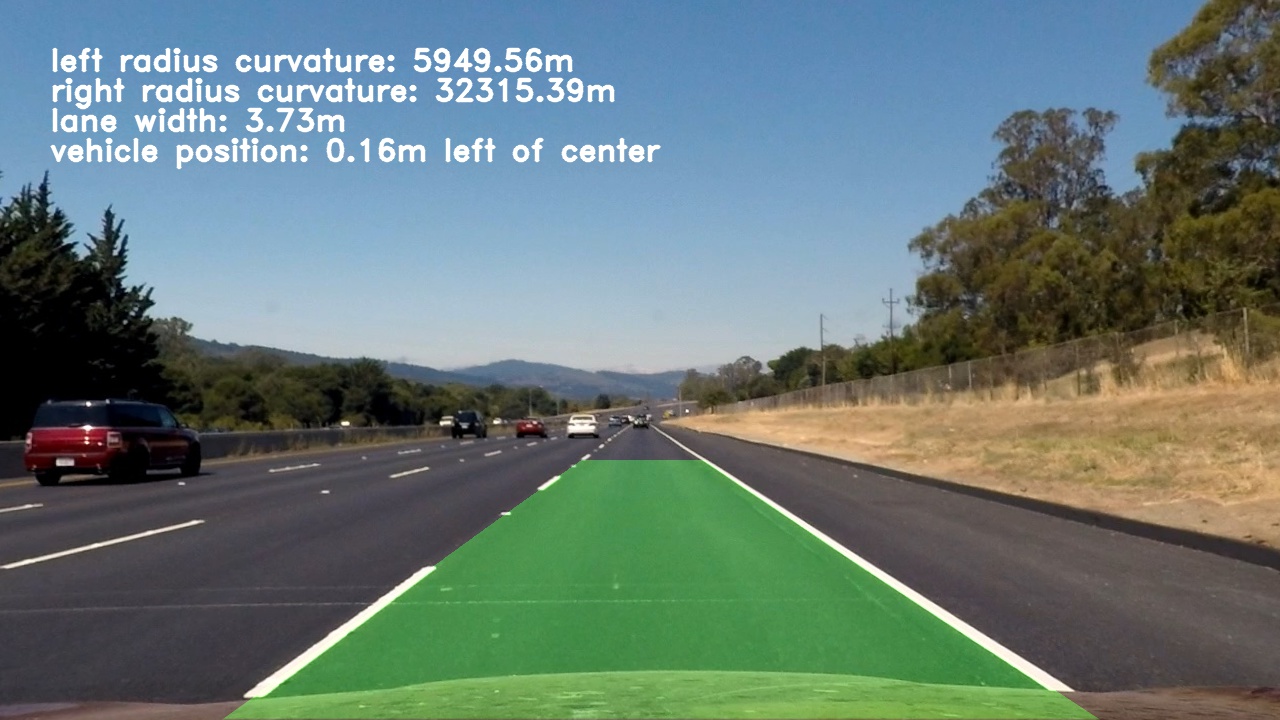 left radius curvature: 5949.56m
right radius curvature: 32315.39m
lane width: 3.73m
vehicle position: 0.16m left of center